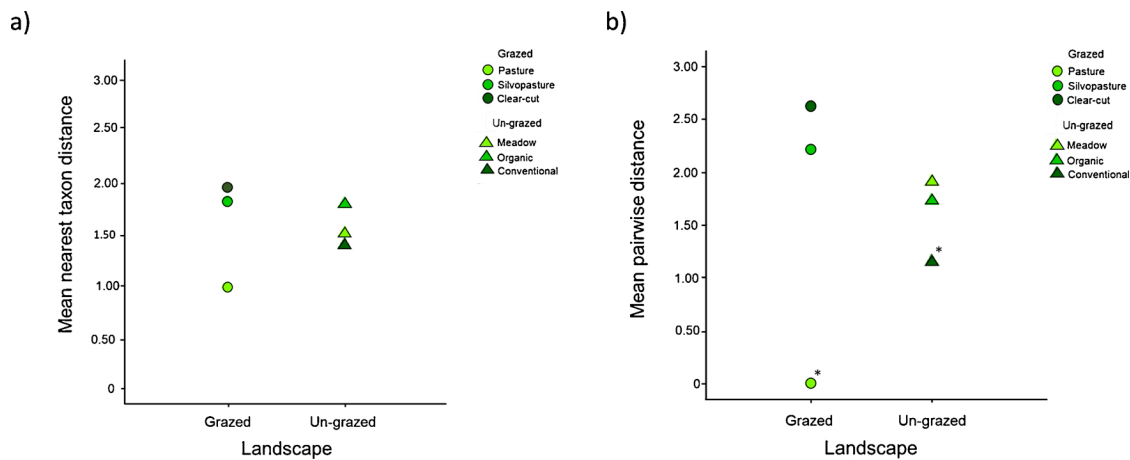 a)
Mean nearest taxon distance
3.00
2.50
2.00
1.50
1.00
0.50
0
Grazed
Un-grazed
Landscape
Grazed
Pasture
Silvopasture
Clear-cut
Un-grazed
Meadow
Organic
Conventional
b)
Mean pairwise distance
3.00
2.50
2.00
1.50
1.00
0.50
0
*
*
Grazed
Un-grazed
Landscape
Grazed
Pasture
Silvopasture
Clear-cut
Un-grazed
Meadow
Organic
Conventional